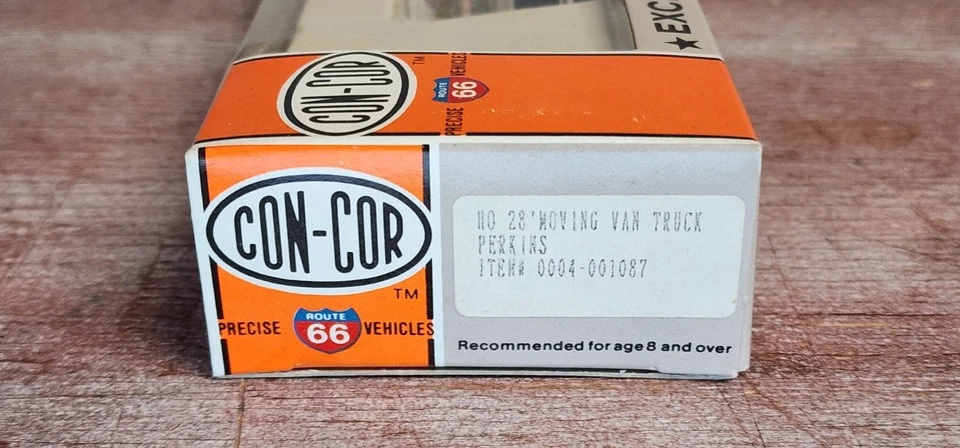 ★EXC
CON-COR
TM
PRECISE ROUTE 66 VEHICLES
CON-COR
TM
PRECISE ROUTE 66 VEHICLES
HO 28'MOVING VAN TRUCK
PERKINS
ITEM# 0004-001087
Recommended for age 8 and over